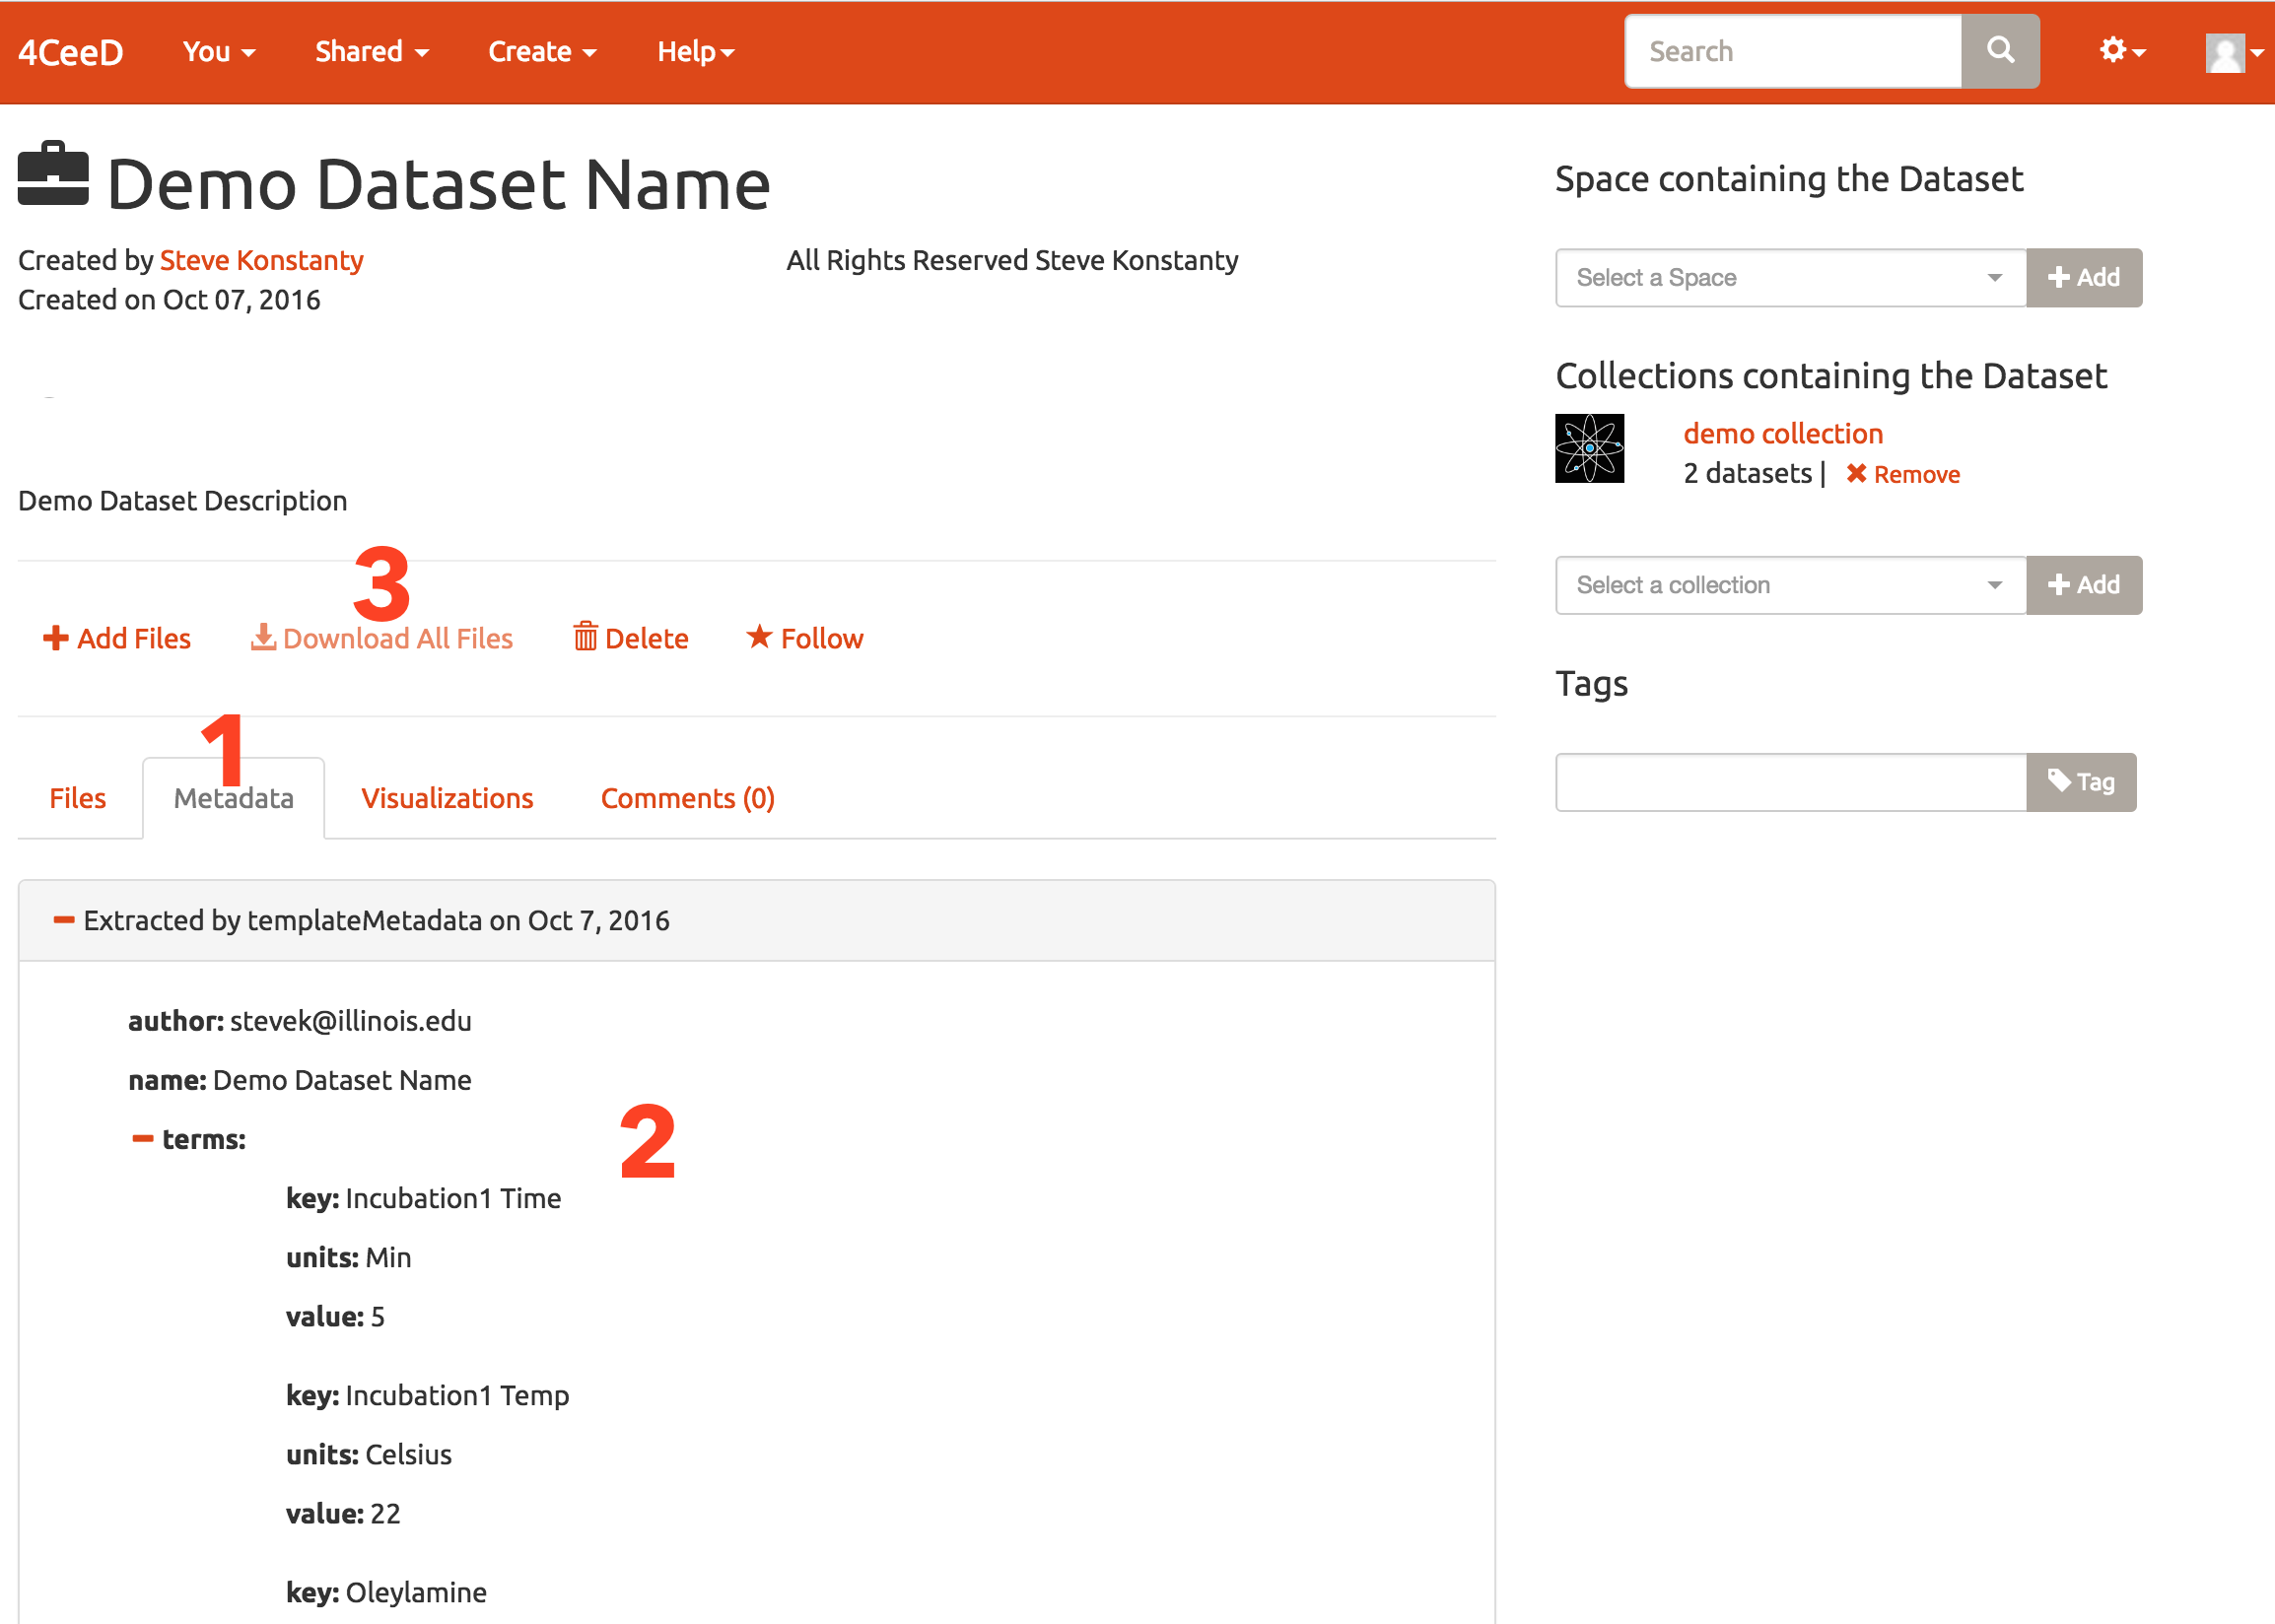 4CeeD You Shared Create Help Search
Demo Dataset Name
Created by Steve Konstanty
Created on Oct 07, 2016
All Rights Reserved Steve Konstanty
Demo Dataset Description
3
Add Files Download All Files Delete Follow
1
Files Metadata Visualizations Comments (0)
Extracted by templateMetadata on Oct 7, 2016
author: stevek@illinois.edu
name: Demo Dataset Name
2
terms:
key: Incubation1 Time
units: Min
value: 5
key: Incubation1 Temp
units: Celsius
value: 22
key: Oleylamine
Space containing the Dataset
Select a Space Add
Collections containing the Dataset
demo collection
2 datasets | Remove
Select a collection Add
Tags
Tag